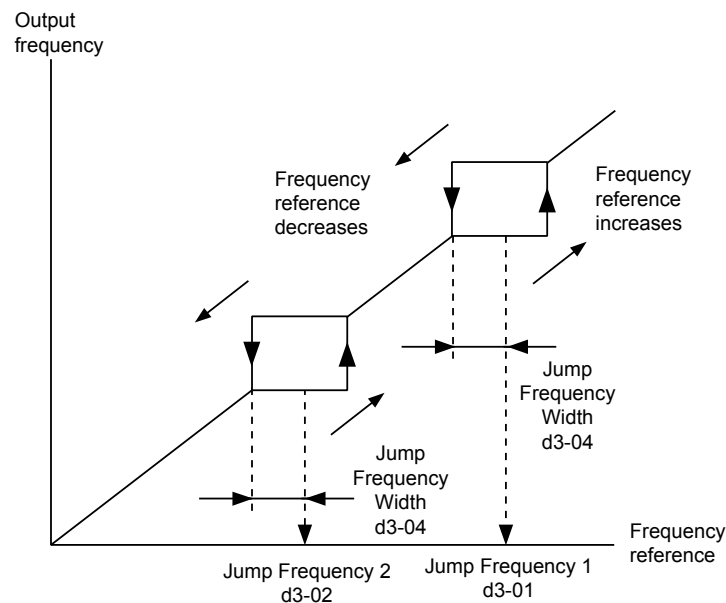 Output
frequency
Frequency
reference
decreases
Frequency
reference
increases
Jump
Frequency
Width
d3-04
Jump
Frequency
Width
d3-04
Frequency
reference
Jump Frequency 2
d3-02
Jump Frequency 1
d3-01